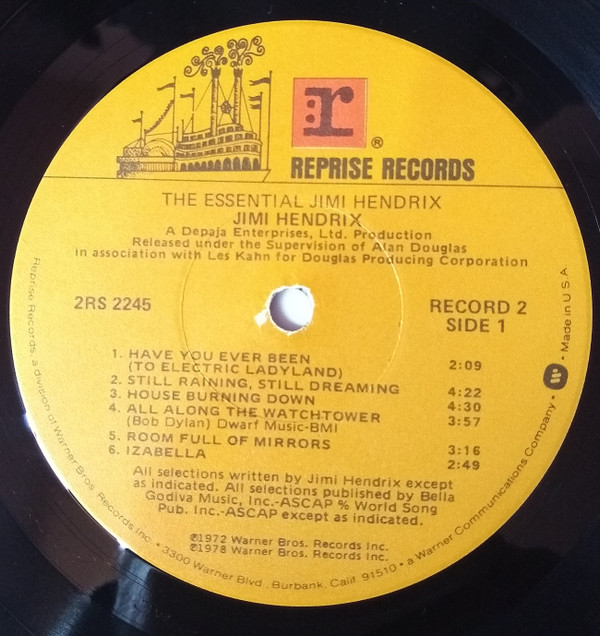 :r
®
REPRISE RECORDS
THE ESSENTIAL JIMI HENDRIX
JIMI HENDRIX
A Depaja Enterprises, Ltd. Production
Released under the Supervision of Alan Douglas
in association with Les Kahn for Douglas Producing Corporation
2RS 2245
RECORD 2
SIDE 1
1. HAVE YOU EVER BEEN
(TO ELECTRIC LADYLAND) 2:09
2. STILL RAINING, STILL DREAMING 4:22
3. HOUSE BURNING DOWN 4:30
4. ALL ALONG THE WATCHTOWER 3:57
(Bob Dylan) Dwarf Music-BMI
5. ROOM FULL OF MIRRORS 3:16
6. IZABELLA 2:49
All selections written by Jimi Hendrix except
as indicated. All selections published by Bella
Godiva Music, Inc.-ASCAP % World Song
Pub. Inc.-ASCAP except as indicated.
℗1972 Warner Bros. Records Inc.
℗1978 Warner Bros. Records Inc.
Reprise Records, a division of Warner Bros. Records Inc. • 3300 Warner Blvd., Burbank, Calif. 91510 • a Warner Communications Company • W • Made in U.S.A.